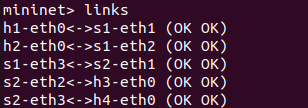 mininet> links
h1-eth0<->s1-eth1 (OK OK)
h2-eth0<->s1-eth2 (OK OK)
s1-eth3<->s2-eth1 (OK OK)
s2-eth2<->h3-eth0 (OK OK)
s2-eth3<->h4-eth0 (OK OK)